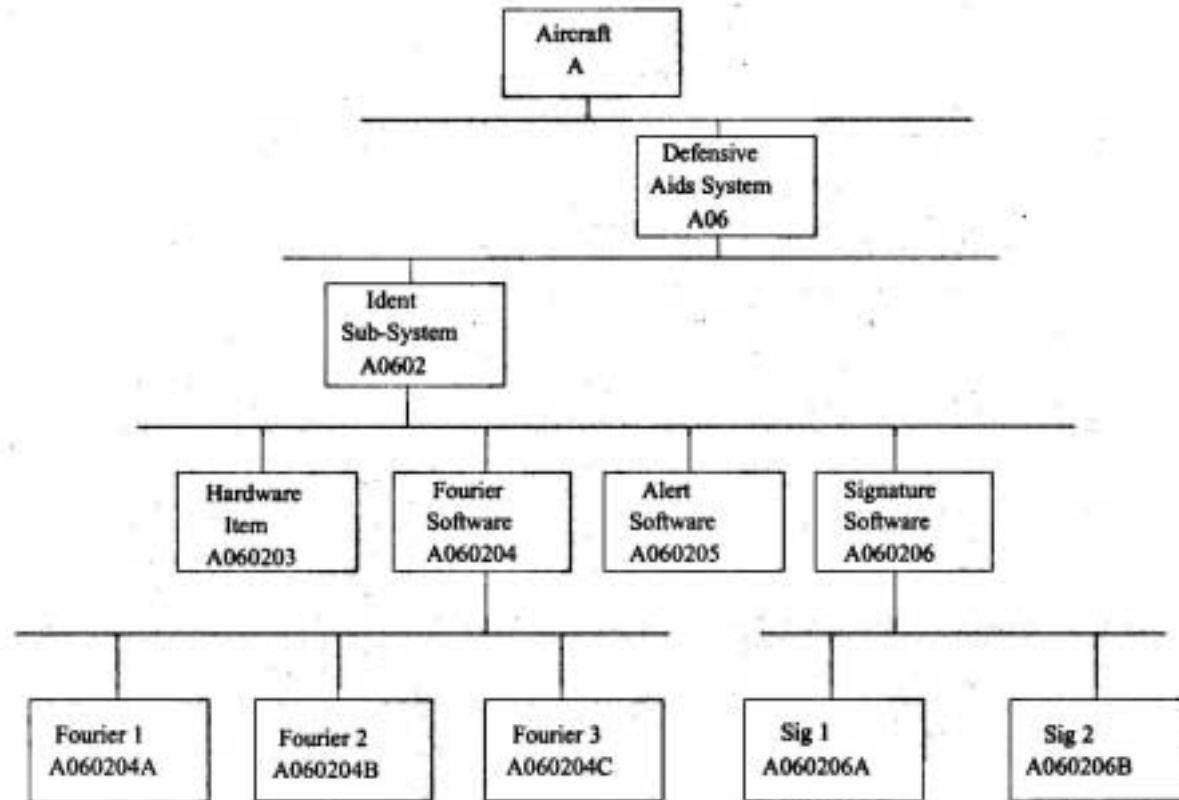 Aircraft
A
Defensive
Aids System
A06
Ident
Sub-System
A0602
Hardware
Item
A060203
Fourier
Software
A060204
Alert
Software
A060205
Signature
Software
A060206
Fourier 1
A060204A
Fourier 2
A060204B
Fourier 3
A060204C
Sig 1
A060206A
Sig 2
A060206B